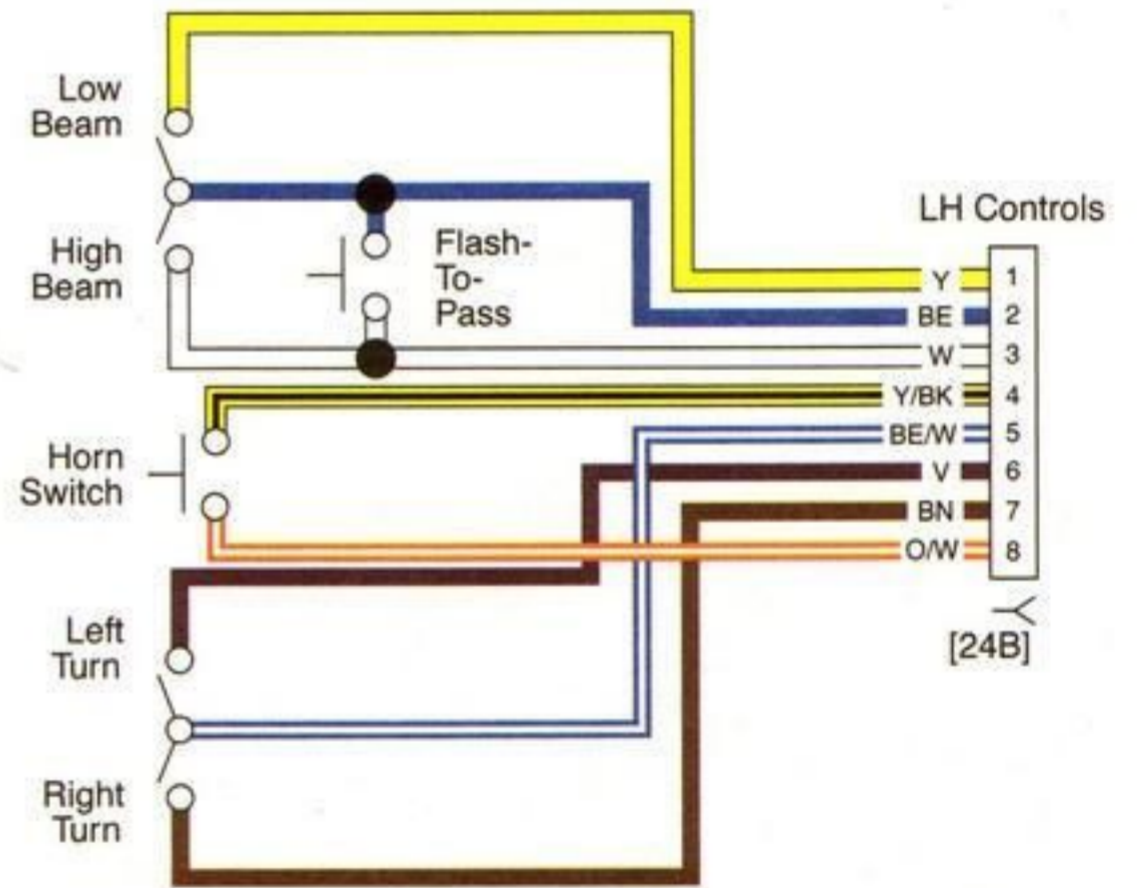 Low
Beam
High
Beam
Flash-
To-
Pass
LH Controls
Y 1
BE 2
W 3
Y/BK 4
BE/W 5
V 6
BN 7
O/W 8
[24B]
Horn
Switch
Left
Turn
Right
Turn